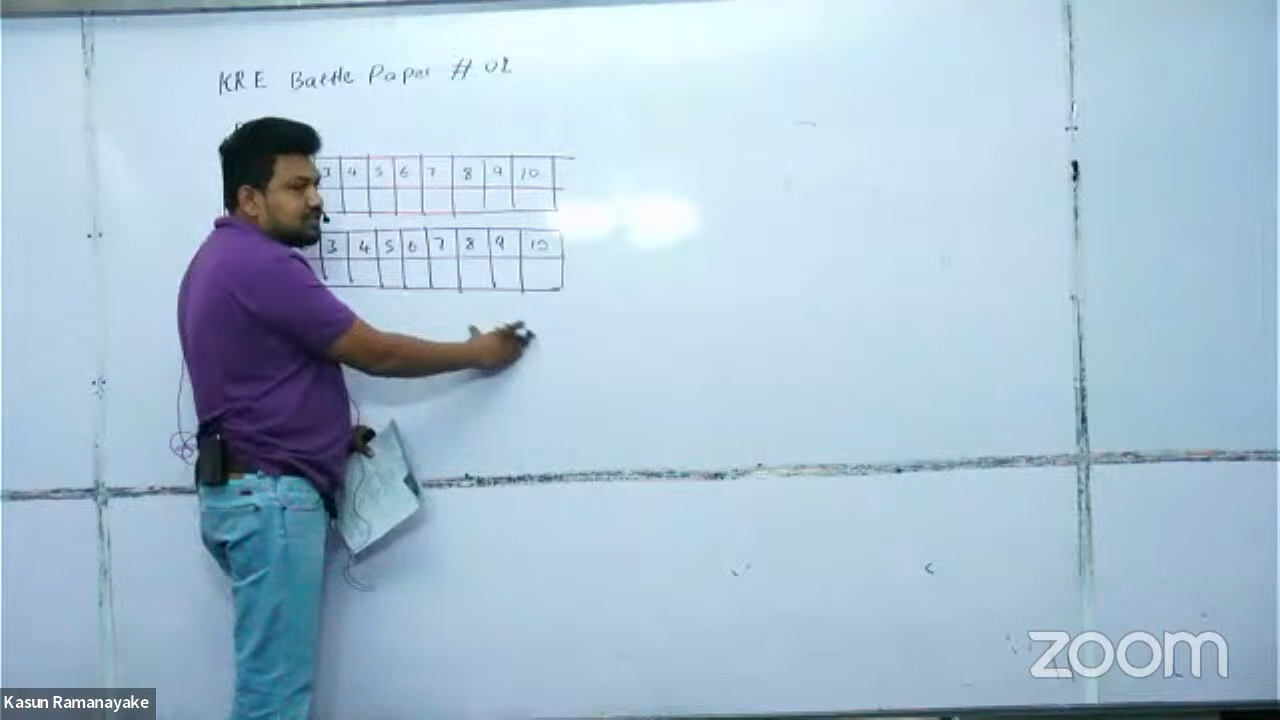 KRE Battle Paper # 01
3 4 5 6 7 8 9 10
3 4 5 6 7 8 9 10
zoom
Kasun Ramanayake